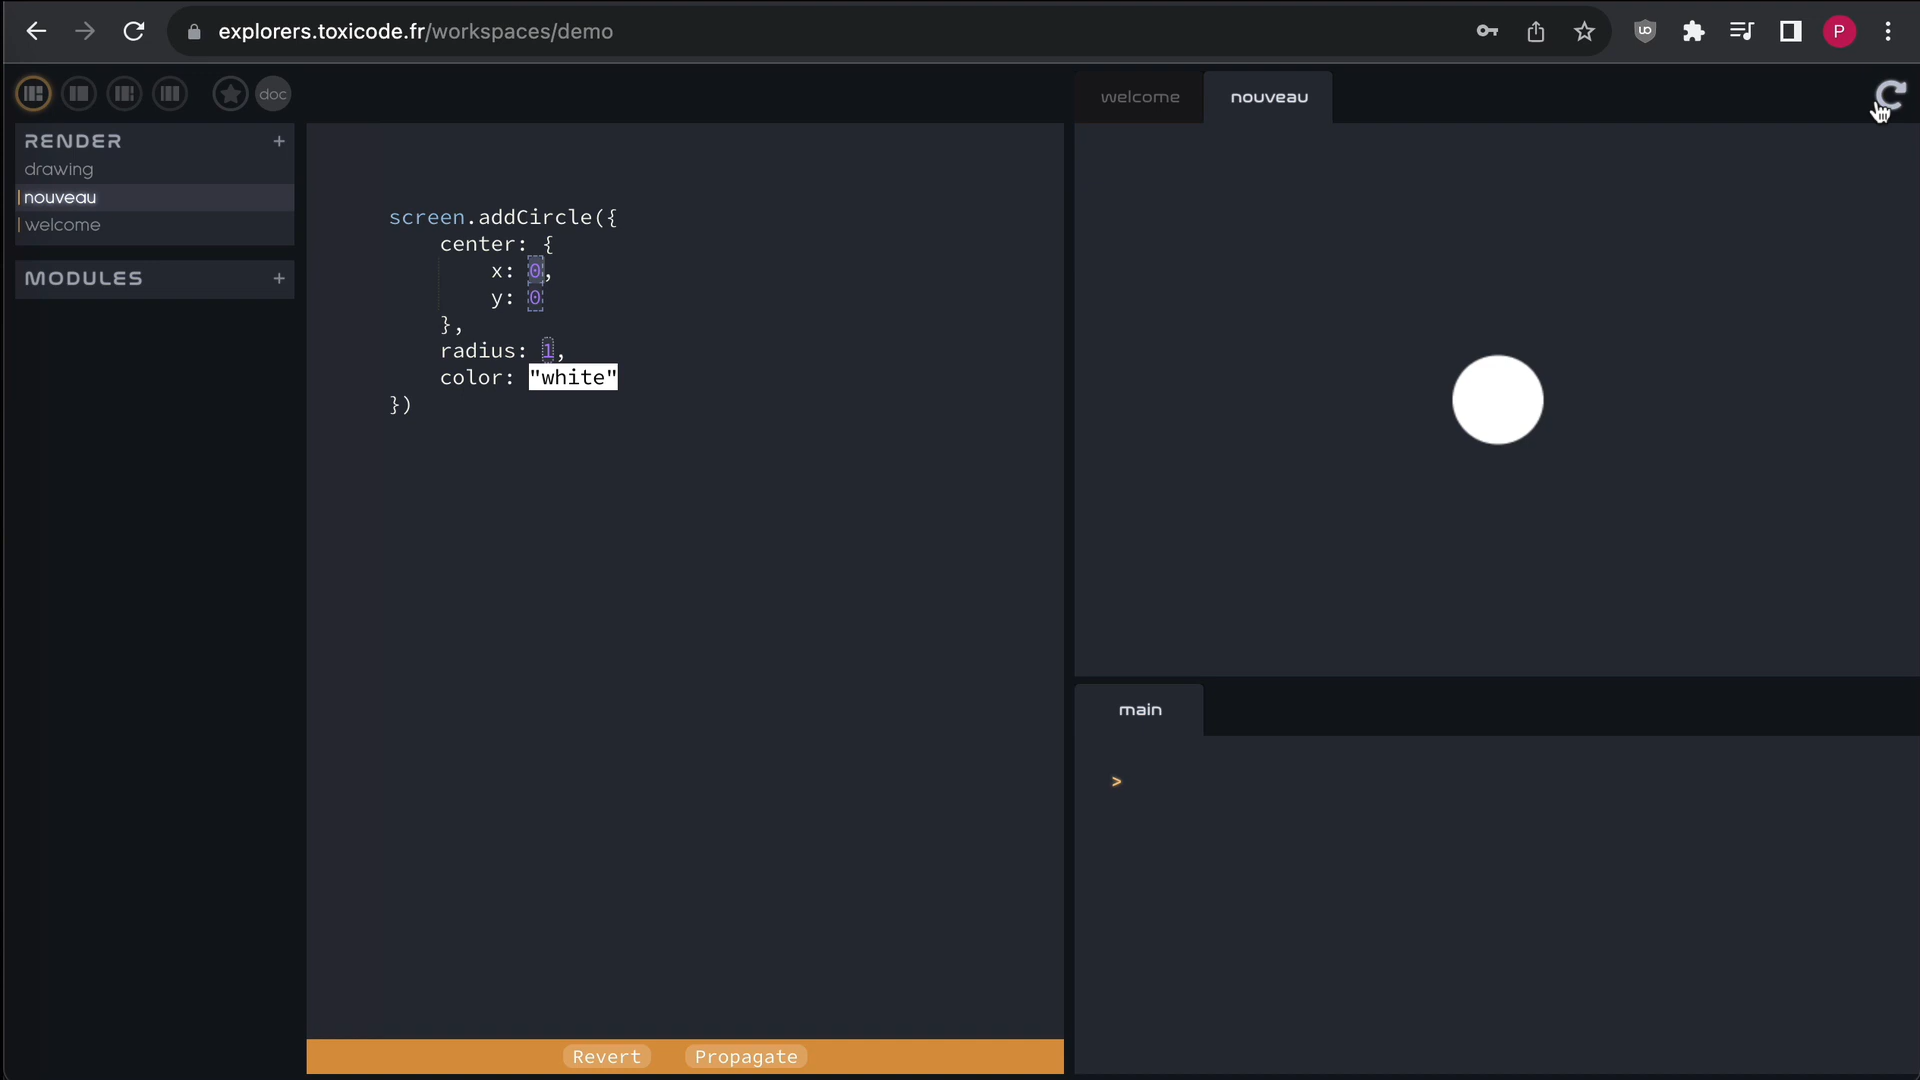 explorers.toxicode.fr/workspaces/demo
P
doc
RENDER +
drawing
nouveau
welcome
MODULES +
screen.addCircle({
center: {
x: 0,
y: 0
},
radius: 1,
color: "white"
})
Revert Propagate
welcome nouveau
main
>